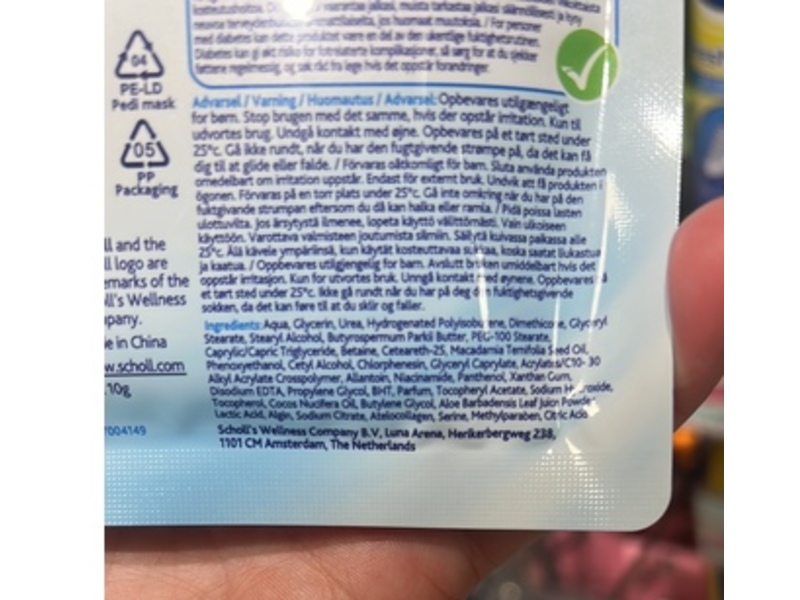 04
PE-LD
Pedi mask
05
PP
Packaging
ll and the
ll logo are
emarks of the
ll's Wellness
pany.
e in China
w.scholl.com
10g
004149
med diabetes kan dette produktet være en del av den ukentlige fuktighetsrutinen.
Diabetes kan gi økt risiko for fotrelaterte komplikasjoner, så sørg for at du sjekker
føttene regelmessig, og søk råd fra lege hvis det oppstår forandringer.
Advarsel / Varning / Huomautus / Advarsel: Opbevares utilgængeligt
for børn. Stop brugen med det samme, hvis der opstår irritation. Kun til
udvortes brug. Undgå kontakt med øjne. Opbevares på et tørt sted under
25°c. Gå ikke rundt, når du har den fugtgivende strømpe på, da det kan få
dig til at glide eller falde. / Förvaras oåtkomligt för barn. Sluta använda produkten
omedelbart om irritation uppstår. Endast för externt bruk. Undvik att få produkten i
ögonen. Förvaras på en torr plats under 25°c. Gå inte omkring när du har på den
fuktgivande strumpan eftersom du då kan halka eller ramla. / Pidä poissa lasten
ulottuvilta. Jos ärsytystä ilmenee, lopeta käyttö välittömästi. Vain ulkoiseen
käyttöön. Varottava valmisteen joutumista silmiin. Säilytä kuivassa paikassa alle
25°c. Älä kävele ympäriinsä, kun käytät kosteuttavaa sukkaa, koska saatat liukastua
ja kaatua. / Oppbevares utilgjengelig for barn. Avslutt bruken umiddelbart hvis det
oppstår irritasjon. Kun for utvortes bruk. Unngå kontakt med øynene. Oppbevares på
et tørt sted under 25°c. Ikke gå rundt når du har på deg den fuktighetsgivende
sokken, da det kan føre til at du sklir og faller.
Ingredients: Aqua, Glycerin, Urea, Hydrogenated Polyisobutene, Dimethicone, Glyceryl
Stearate, Stearyl Alcohol, Butyrospermum Parkii Butter, PEG-100 Stearate,
Caprylic/Capric Triglyceride, Betaine, Ceteareth-25, Macadamia Ternifolia Seed Oil,
Phenoxyethanol, Cetyl Alcohol, Chlorphenesin, Glyceryl Caprylate, Acrylates/C10- 30
Alkyl Acrylate Crosspolymer, Allantoin, Niacinamide, Panthenol, Xanthan Gum,
Disodium EDTA, Propylene Glycol, BHT, Parfum, Tocopheryl Acetate, Sodium Hydroxide,
Tocopherol, Cocos Nucifera Oil, Butylene Glycol, Aloe Barbadensis Leaf Juice Powder,
Lactic Acid, Algin, Sodium Citrate, Atelocollagen, Serine, Methylparaben, Citric Acid
Scholl's Wellness Company B.V, Luna Arena, Herikerbergweg 238,
1101 CM Amsterdam, The Netherlands